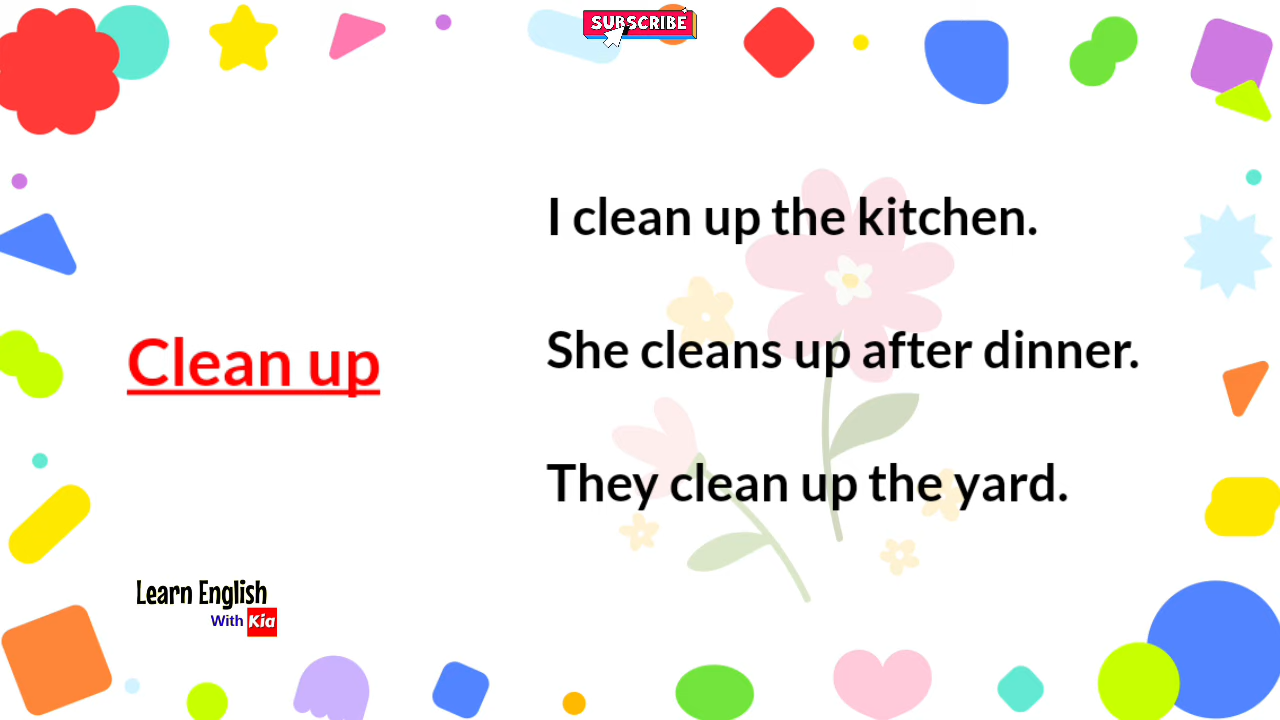 SUBSCRIBE
I clean up the kitchen.
Clean up
She cleans up after dinner.
They clean up the yard.
Learn English
With Kia